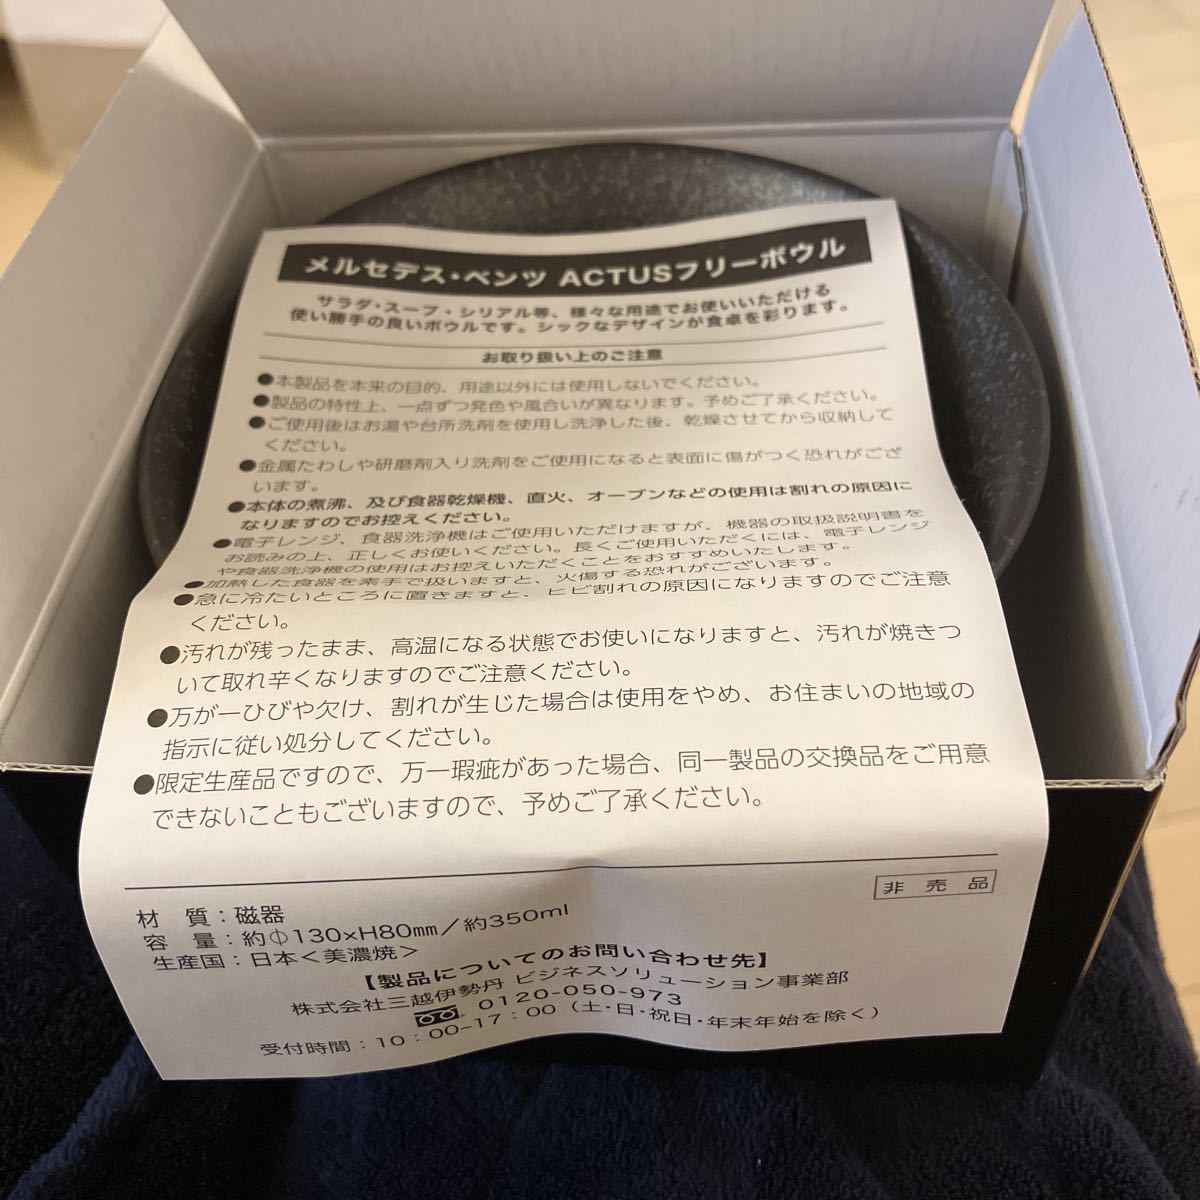 メルセデス・ベンツ ACTUSフリーボウル
サラダ・スープ・シリアル等、様々な用途でお使いいただける
使い勝手の良いボウルです。シックなデザインが食卓を彩ります。
お取り扱い上のご注意
●本製品を本来の目的、用途以外には使用しないでください。
●製品の特性上、一点ずつ発色や風合いが異なります。予めご了承ください。
●ご使用後はお湯や台所洗剤を使用し洗浄した後、乾燥させてから収納して
ください。
●金属たわしや研磨剤入り洗剤をご使用になると表面に傷がつく恐れがござ
います。
●本体の煮沸、及び食器乾燥機、直火、オーブンなどの使用は割れの原因に
なりますのでお控えください。
●電子レンジ、食器洗浄機はご使用いただけますが、機器の取扱説明書を
お読みの上、正しくお使いください。長くご使用いただくには、電子レンジ
や食器洗浄機の使用はお控えいただくことをおすすめいたします。
●加熱した食器を素手で扱いますと、火傷する恐れがございます。
●急に冷たいところに置きますと、ヒビ割れの原因になりますのでご注意
ください。
●汚れが残ったまま、高温になる状態でお使いになりますと、汚れが焼きつ
いて取れ辛くなりますのでご注意ください。
●万が一ひびや欠け、割れが生じた場合は使用をやめ、お住まいの地域の
指示に従い処分してください。
●限定生産品ですので、万一瑕疵があった場合、同一製品の交換品をご用意
できないこともございますので、予めご了承ください。
非売品
材　質：磁器
容　量：約φ130×H80mm／約350ml
生産国：日本＜美濃焼＞
【製品についてのお問い合わせ先】
株式会社三越伊勢丹 ビジネスソリューション事業部
0120-050-973
受付時間：10：00~17：00（土・日・祝日・年末年始を除く）